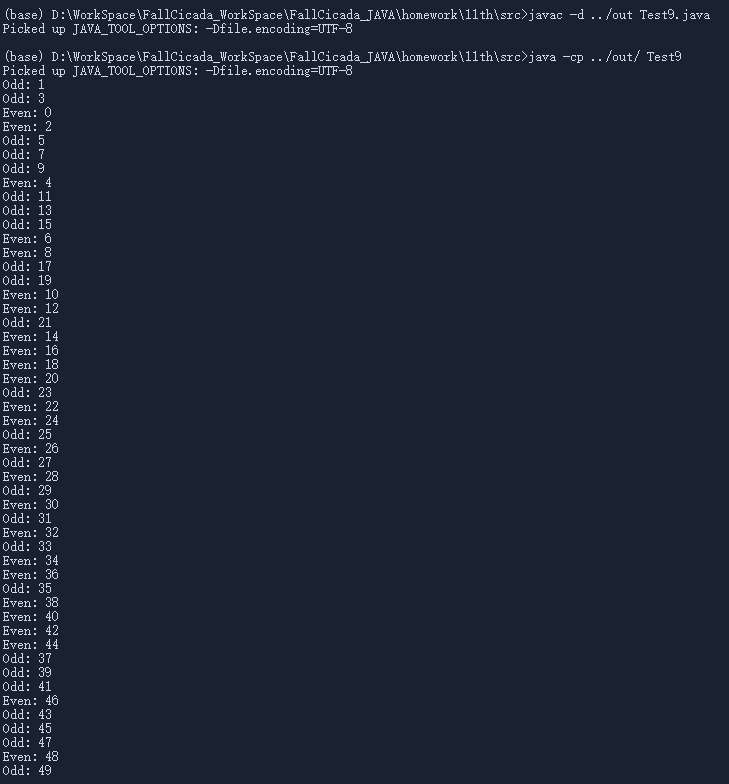 (base) D:\WorkSpace\FallCicada_WorkSpace\FallCicada_JAVA\homework\11th\src>javac -d ../out Test9.java
Picked up JAVA_TOOL_OPTIONS: -Dfile.encoding=UTF-8
(base) D:\WorkSpace\FallCicada_WorkSpace\FallCicada_JAVA\homework\11th\src>java -cp ../out/ Test9
Picked up JAVA_TOOL_OPTIONS: -Dfile.encoding=UTF-8
Odd: 1
Odd: 3
Even: 0
Even: 2
Odd: 5
Odd: 7
Odd: 9
Even: 4
Odd: 11
Odd: 13
Odd: 15
Even: 6
Even: 8
Odd: 17
Odd: 19
Even: 10
Even: 12
Odd: 21
Even: 14
Even: 16
Even: 18
Even: 20
Odd: 23
Even: 22
Even: 24
Odd: 25
Even: 26
Odd: 27
Even: 28
Odd: 29
Even: 30
Odd: 31
Even: 32
Odd: 33
Even: 34
Even: 36
Odd: 35
Even: 38
Even: 40
Even: 42
Even: 44
Odd: 37
Odd: 39
Odd: 41
Even: 46
Odd: 43
Odd: 45
Odd: 47
Even: 48
Odd: 49